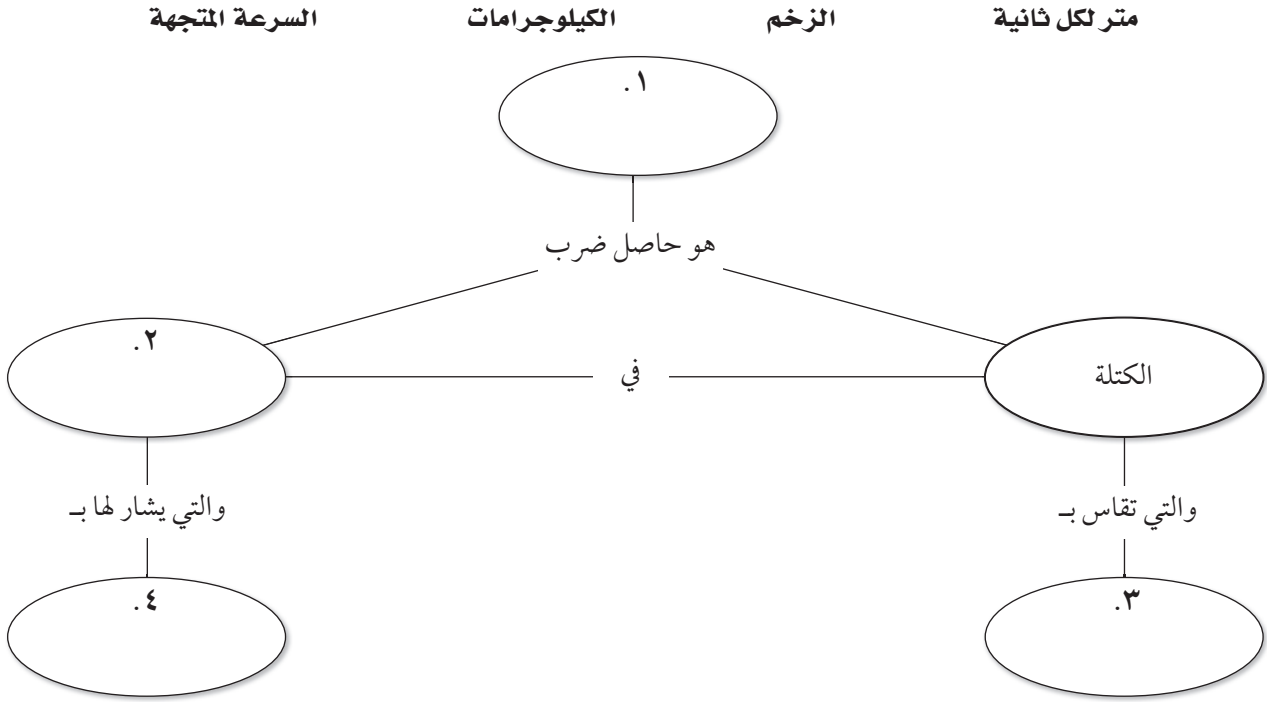 متر لكل ثانية الزخم الكيلوجرامات السرعة المتجهة
١.
هو حاصل ضرب
الكتلة
في
٢.
والتي تقاس بـ
والتي يشار لها بـ
٣.
٤.